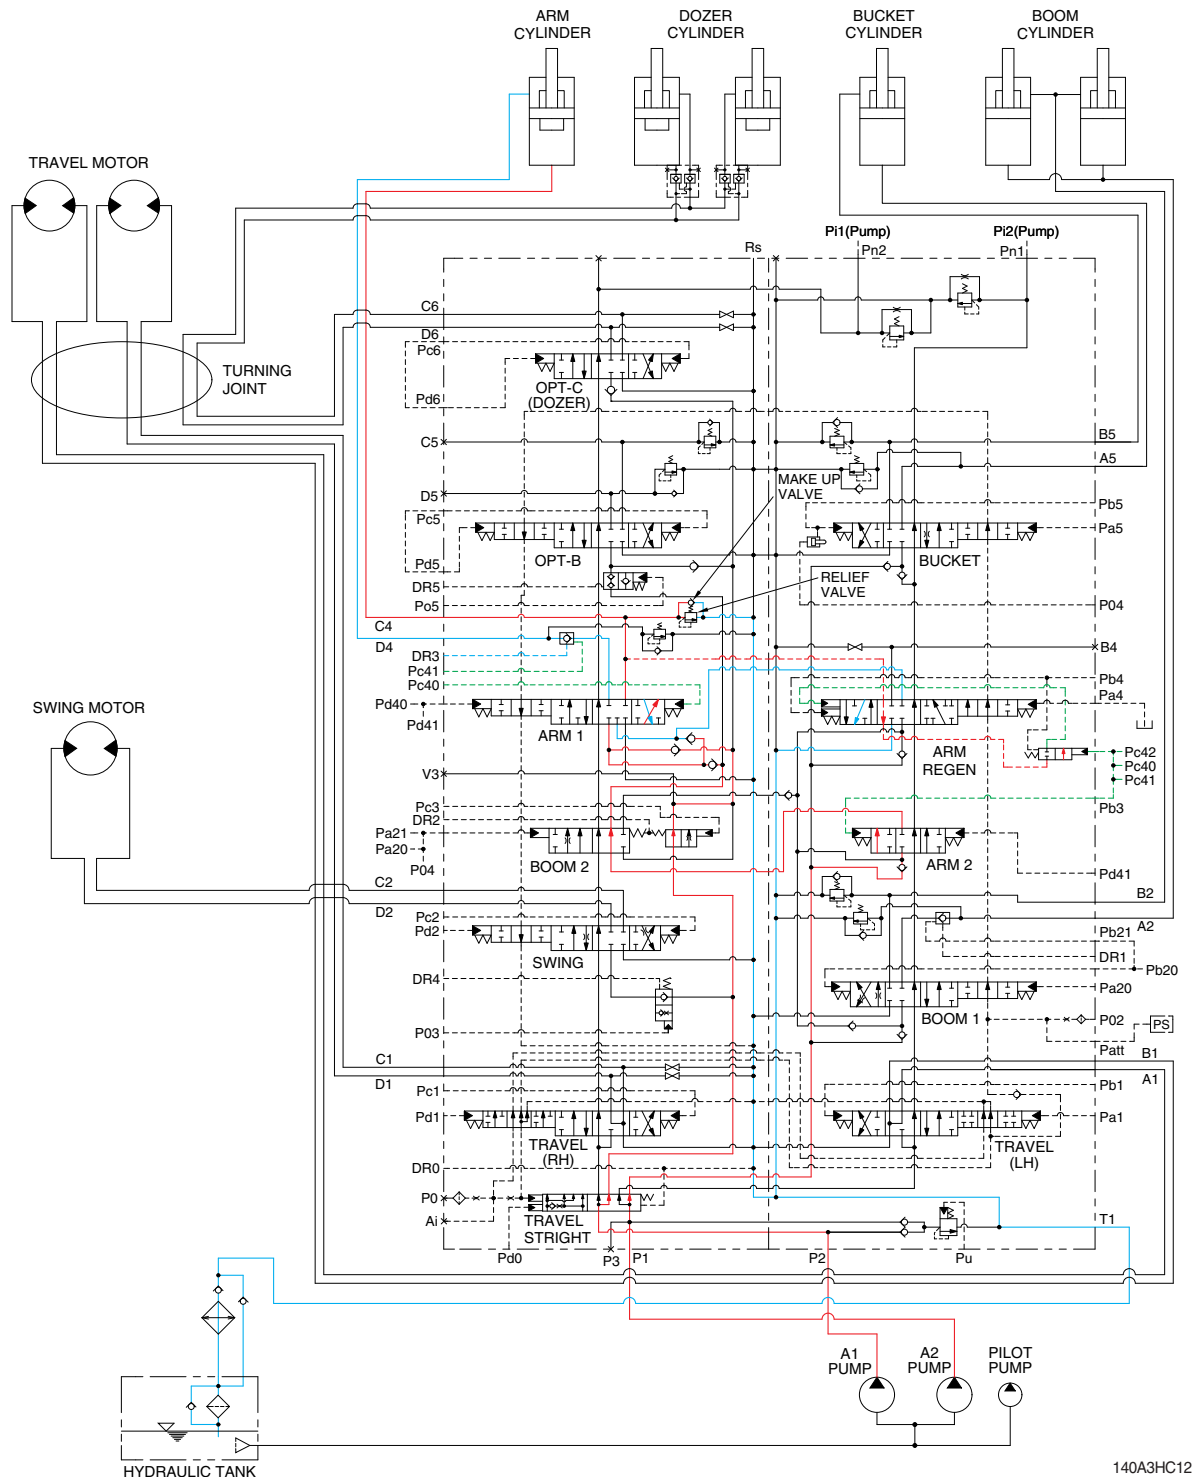 ARM
CYLINDER
DOZER
CYLINDER
BUCKET
CYLINDER
BOOM
CYLINDER
TRAVEL MOTOR
Rs
Pi1(Pump)
Pn2
Pi2(Pump)
Pn1
C6
D6
Pc6
TURNING
JOINT
OPT-C
(DOZER)
Pd6
C5
B5
A5
D5
MAKE UP
VALVE
Pc5
Pb5
Pa5
Pd5
OPT-B
BUCKET
DR5
RELIEF
VALVE
Po5
P04
C4
D4
DR3
Pc41
B4
Pc40
Pb4
Pa4
Pd40
Pd41
SWING MOTOR
ARM 1
ARM
REGEN
Pc42
Pc40
Pc41
V3
Pc3
DR2
Pb3
Pa21
Pa20
P04
BOOM 2
ARM 2
Pd41
C2
B2
D2
A2
Pc2
Pd2
Pb21
SWING
DR1
Pb20
DR4
Pa20
BOOM 1
P03
P02
PS
Patt
C1
B1
D1
A1
Pc1
Pb1
Pd1
Pa1
TRAVEL
(RH)
TRAVEL
(LH)
DR0
P0
Ai
TRAVEL
STRIGHT
T1
Pd0
P3
P1
P2
Pu
A1
PUMP
A2
PUMP
PILOT
PUMP
HYDRAULIC TANK
140A3HC12